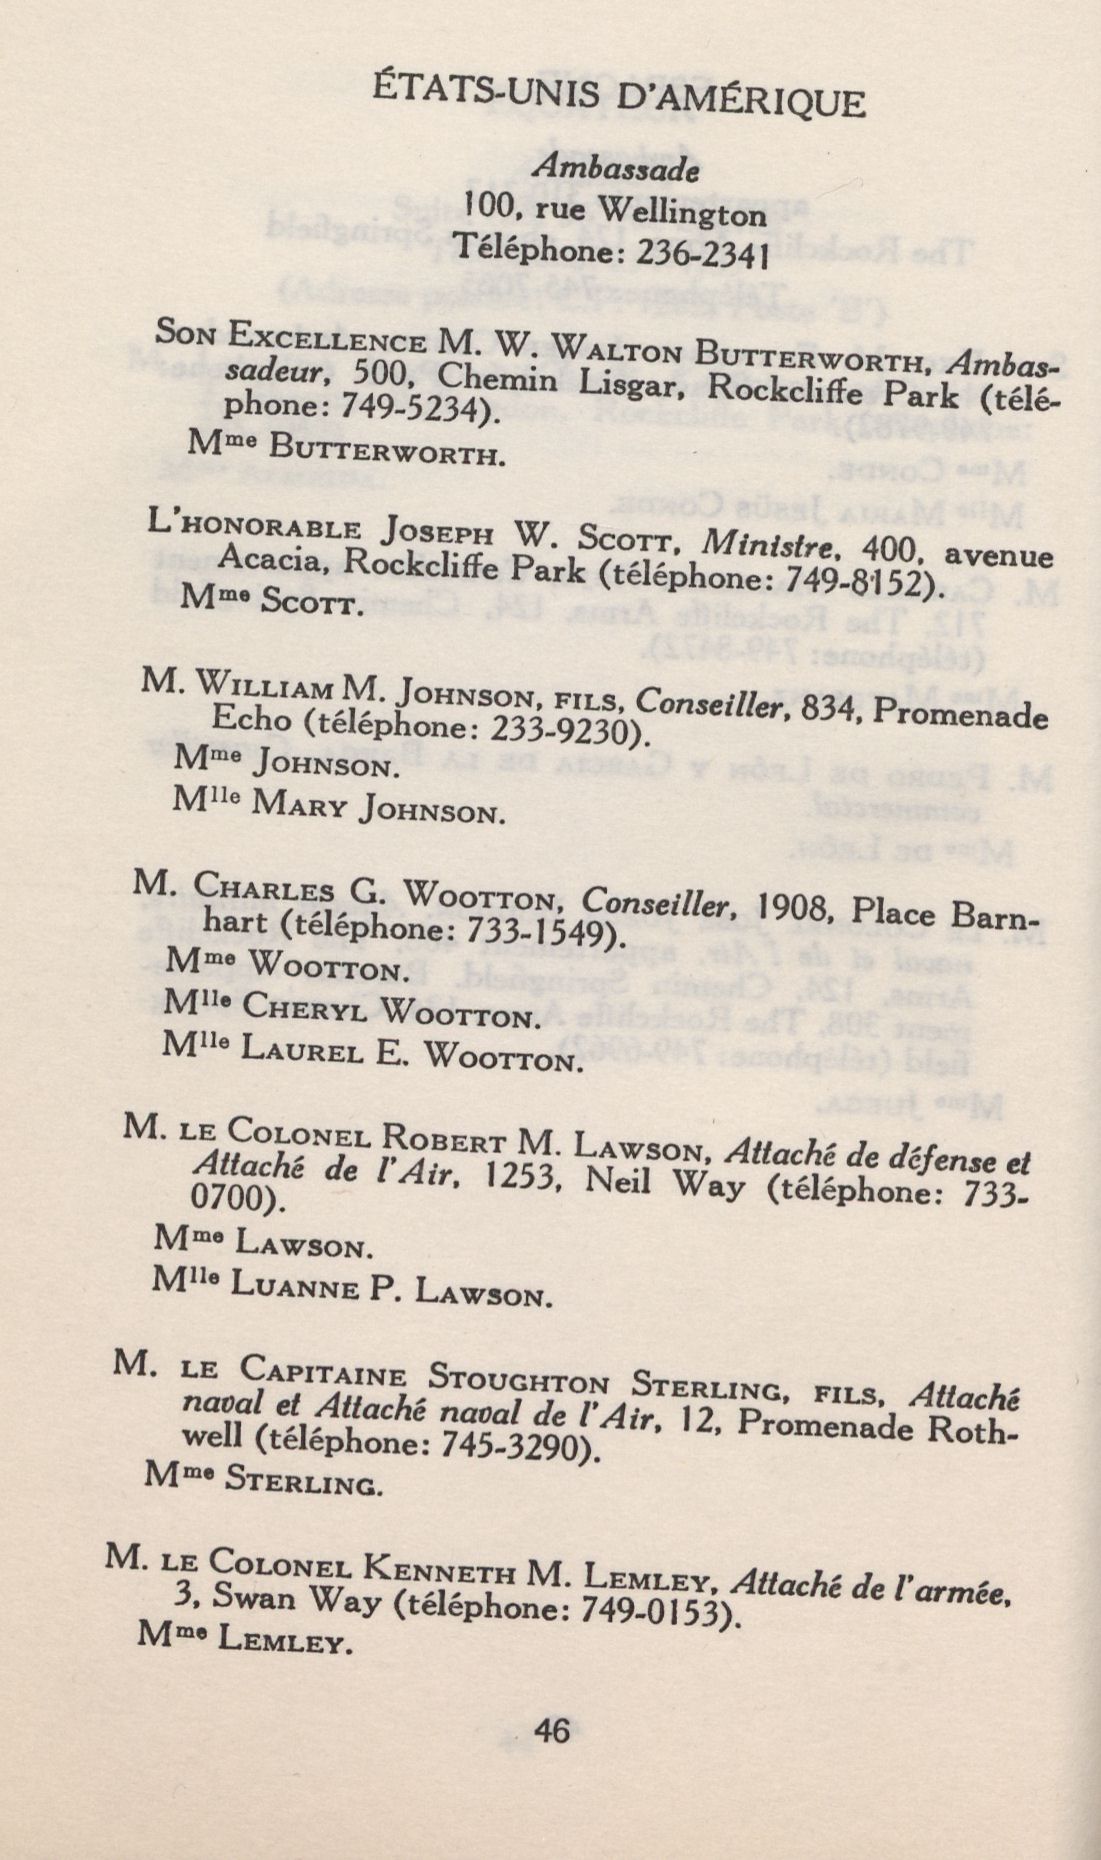 ÉTATS-UNIS D'AMÉRIQUE
Ambassade
100, rue Wellington
Téléphone: 236-2341
SON EXCELLENCE M. W. WALTON BUTTERWORTH, Ambas-
sadeur, 500, Chemin Lisgar, Rockcliffe Park (télé-
phone: 749-5234).
Mme BUTTERWORTH.
L'HONORABLE JOSEPH W. SCOTT, Ministre, 400, avenue
Acacia, Rockcliffe Park (téléphone: 749-8152).
Mme SCOTT.
M. WILLIAM M. JOHNSON, FILS, Conseiller, 834, Promenade
Echo (téléphone: 233-9230).
Mme JOHNSON.
Mlle MARY JOHNSON.
M. CHARLES G. WOOTTON, Conseiller, 1908, Place Barn-
hart (téléphone: 733-1549).
Mme WOOTTON.
Mlle CHERYL WOOTTON.
Mlle LAUREL E. WOOTTON.
M. LE COLONEL ROBERT M. LAWSON, Attaché de défense et
Attaché de l'Air, 1253, Neil Way (téléphone: 733-
0700).
Mme LAWSON.
Mlle LUANNE P. LAWSON.
M. LE CAPITAINE STOUGHTON STERLING, FILS, Attaché
naval et Attaché naval de l'Air, 12, Promenade Roth-
well (téléphone: 745-3290).
Mme STERLING.
M. LE COLONEL KENNETH M. LEMLEY, Attaché de l'armée,
3, Swan Way (téléphone: 749-0153).
Mme LEMLEY.
46